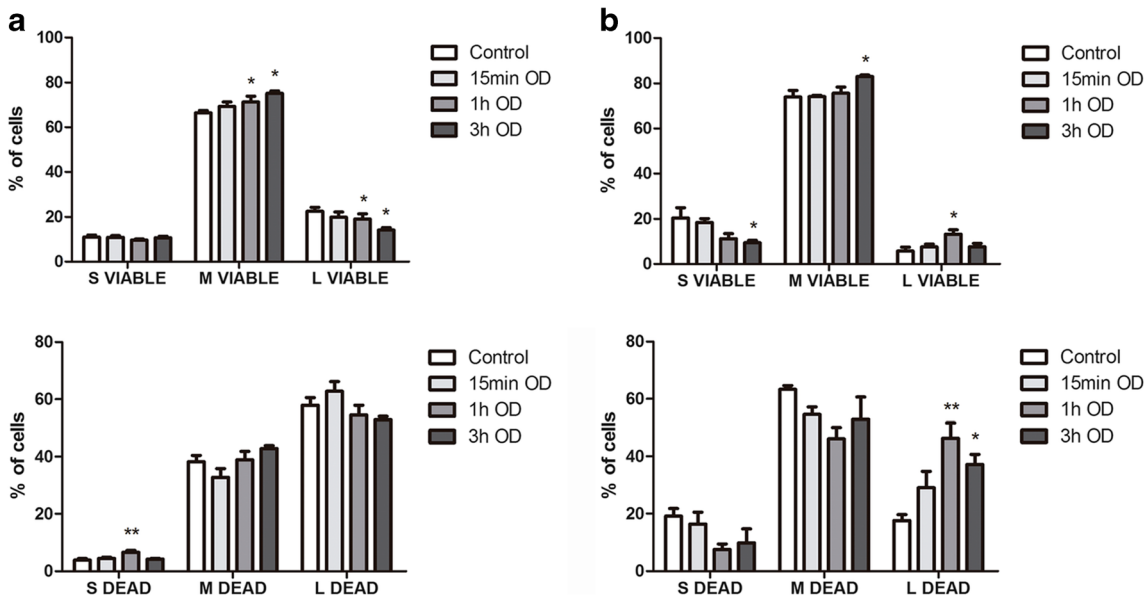 a
% of cells
100
80
60
40
20
0
* *
* *
S VIABLE M VIABLE L VIABLE
Control
15min OD
1h OD
3h OD
b
% of cells
100
80
60
40
20
0
*
*
*
S VIABLE M VIABLE L VIABLE
Control
15min OD
1h OD
3h OD
% of cells
80
60
40
20
0
**
S DEAD M DEAD L DEAD
Control
15min OD
1h OD
3h OD
% of cells
80
60
40
20
0
**
*
S DEAD M DEAD L DEAD
Control
15min OD
1h OD
3h OD